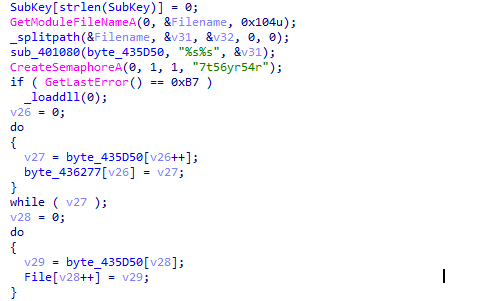 SubKey[strlen(SubKey)] = 0;
GetModuleFileNameA(0, &Filename, 0x104u);
_splitpath(&Filename, &v31, &v32, 0, 0);
sub_401080(byte_435D50, "%s%s", &v31);
CreateSemaphoreA(0, 1, 1, "7t56yr54r");
if ( GetLastError() == 0xB7 )
_loaddll(0);
v26 = 0;
do
{
v27 = byte_435D50[v26++];
byte_436277[v26] = v27;
}
while ( v27 );
v28 = 0;
do
{
v29 = byte_435D50[v28];
File[v28++] = v29;
}